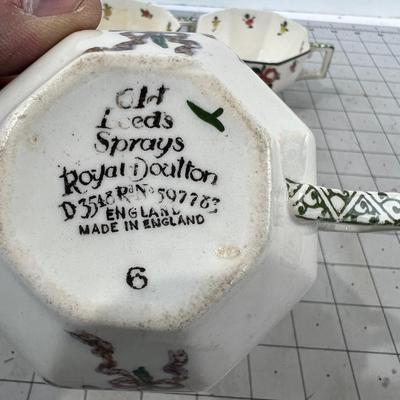 Old
Leeds
Sprays
Royal Doulton
D3548 Rd No 597783
ENGLAND
MADE IN ENGLAND
6